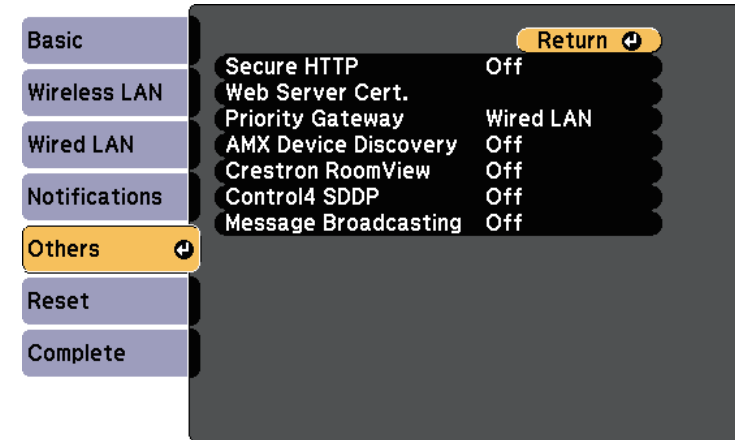 Basic
Wireless LAN
Wired LAN
Notifications
Others
Reset
Complete
Return
Secure HTTP Off
Web Server Cert.
Priority Gateway Wired LAN
AMX Device Discovery Off
Crestron RoomView Off
Control4 SDDP Off
Message Broadcasting Off